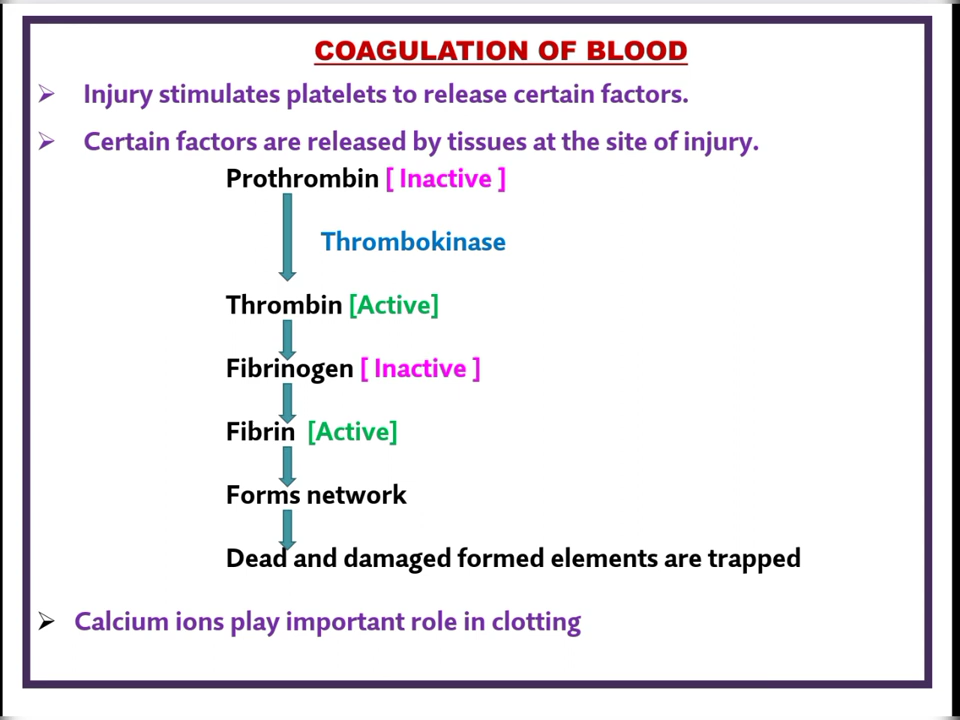 COAGULATION OF BLOOD
➢ Injury stimulates platelets to release certain factors.
➢ Certain factors are released by tissues at the site of injury.
Prothrombin [ Inactive ]
Thrombokinase
Thrombin [Active]
Fibrinogen [ Inactive ]
Fibrin [Active]
Forms network
Dead and damaged formed elements are trapped
➢ Calcium ions play important role in clotting